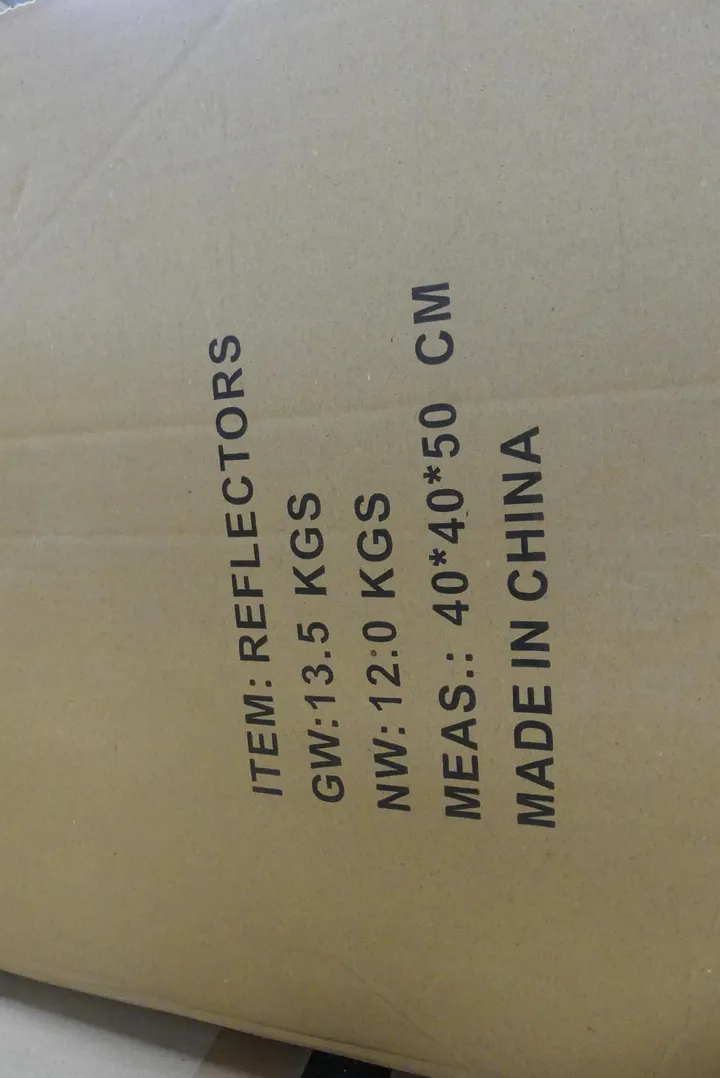 ITEM: REFLECTORS
GW:13.5 KGS
NW:12:0 KGS
MEAS.: 40*40*50 CM
MADE IN CHINA